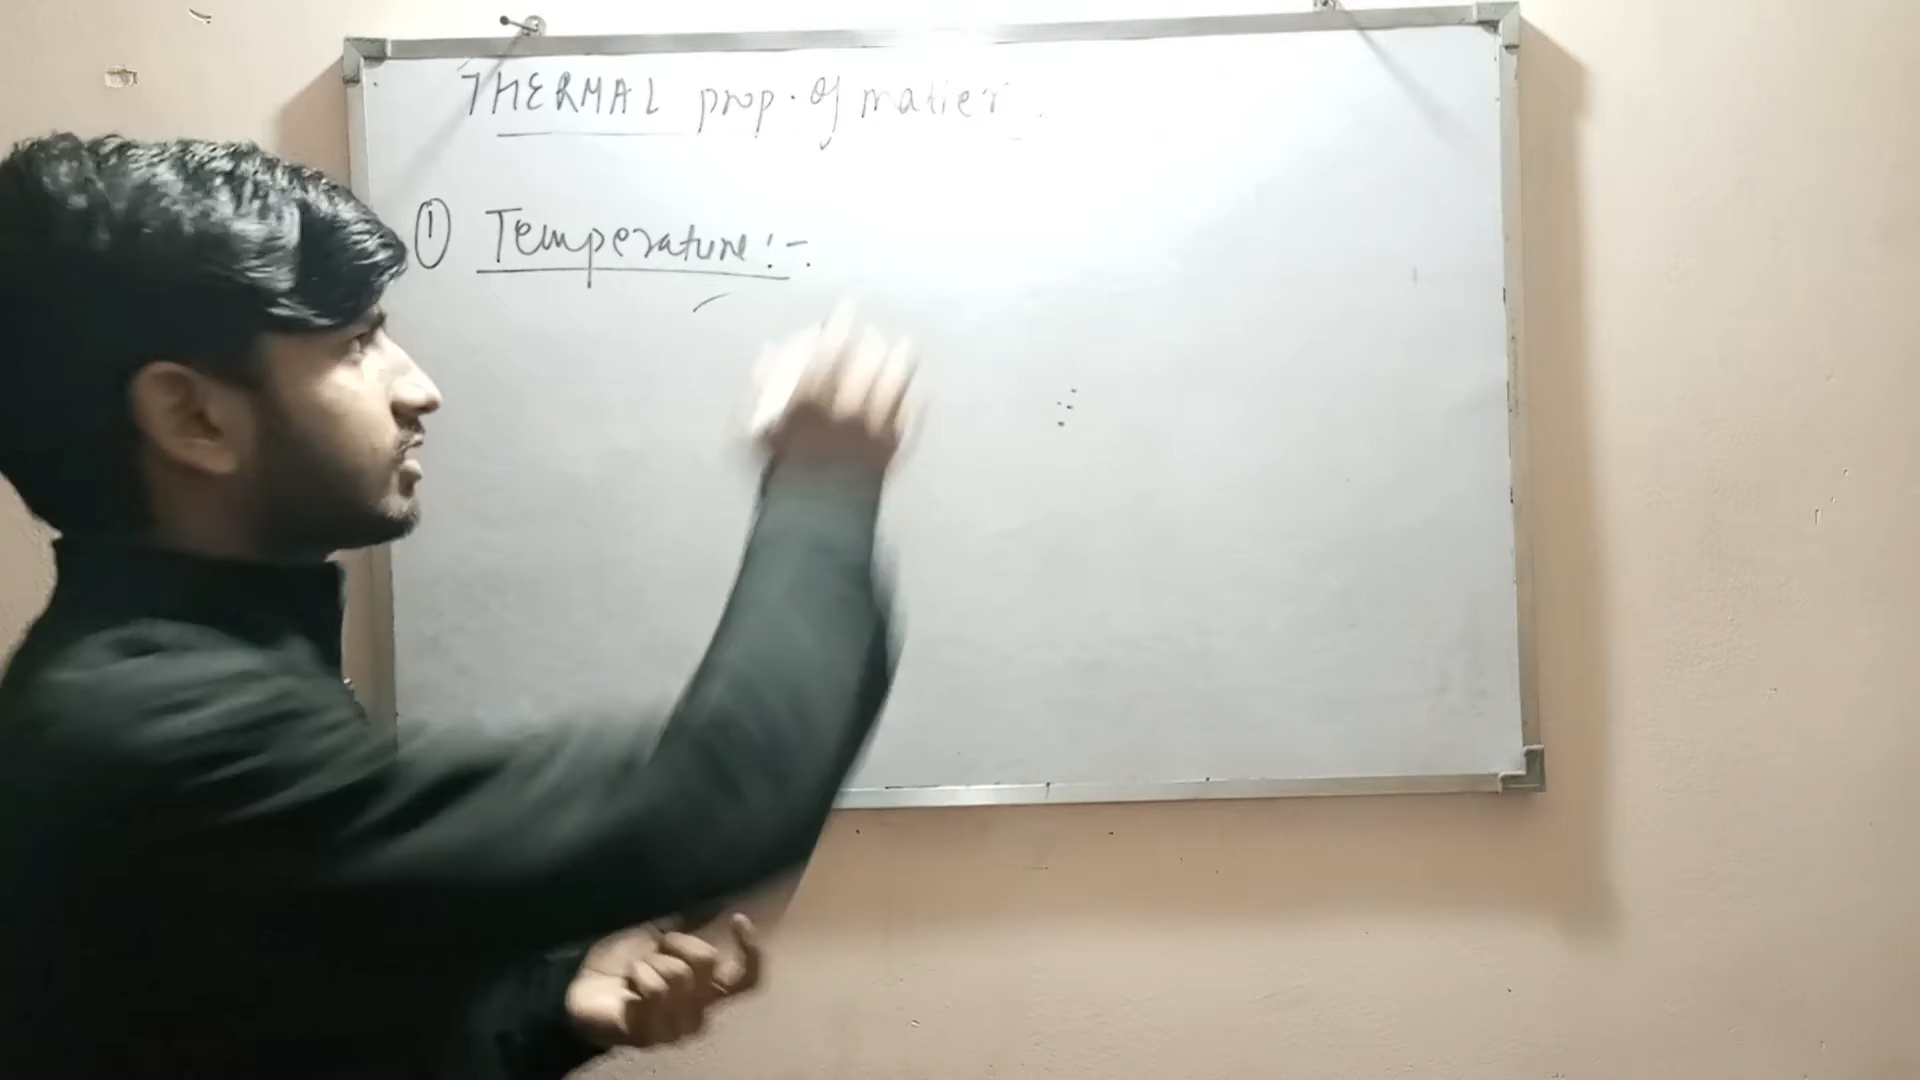 THERMAL prop. of matter
① Temperature :-